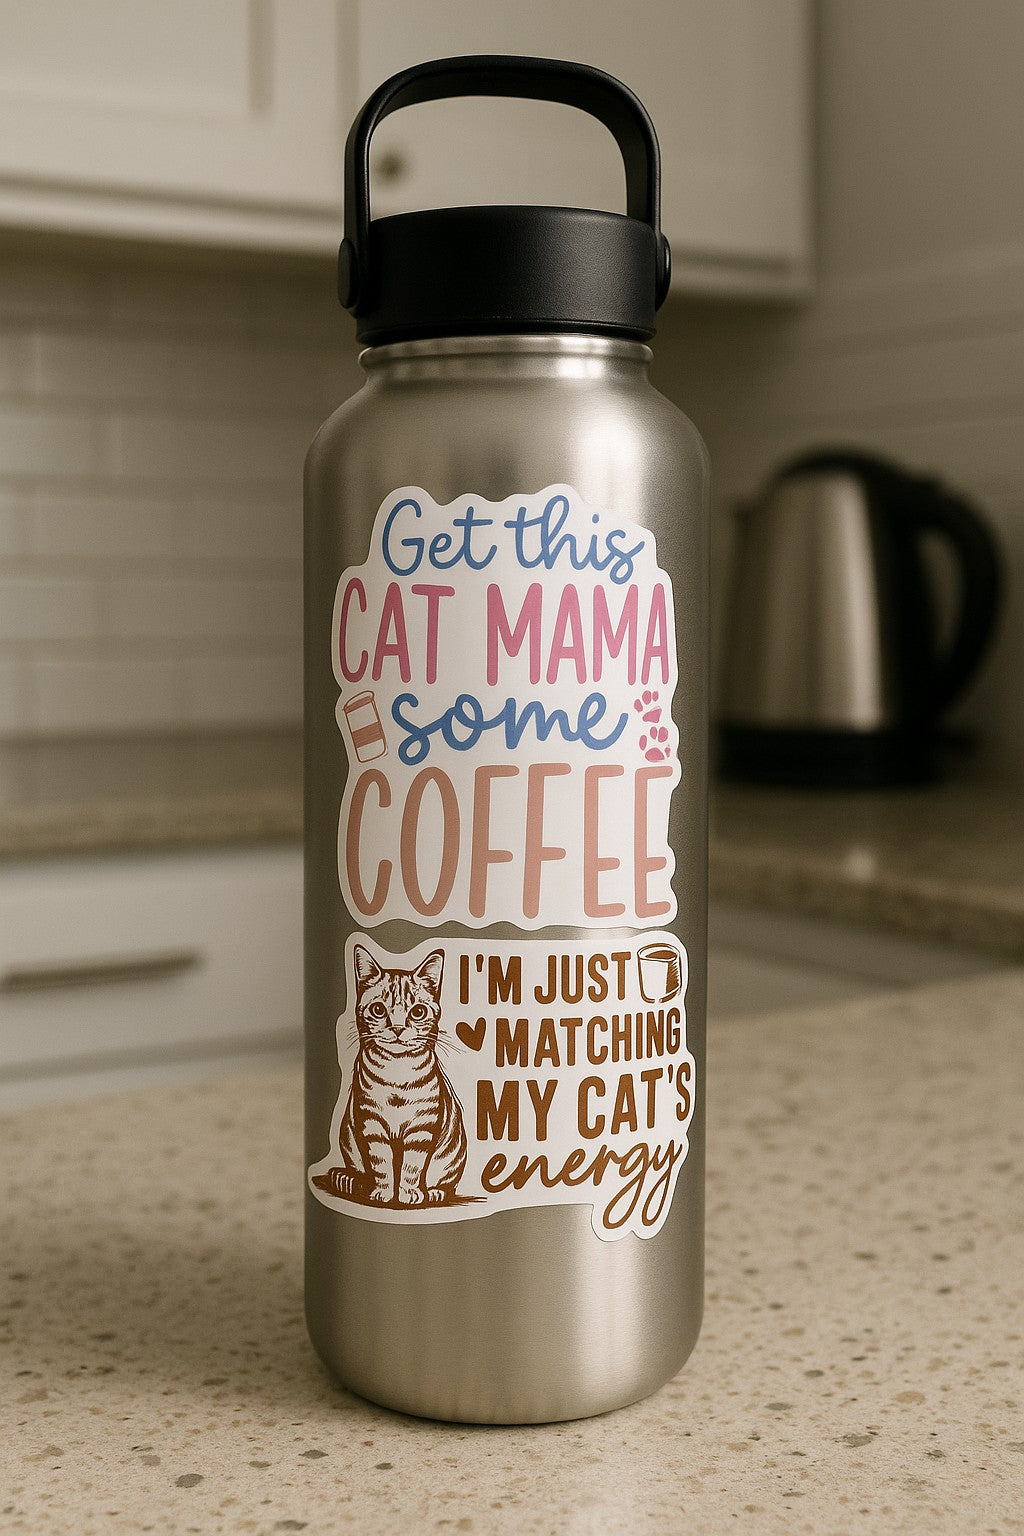 Get this
CAT MAMA
some
COFFEE
I'M JUST
MATCHING
MY CAT'S
energy